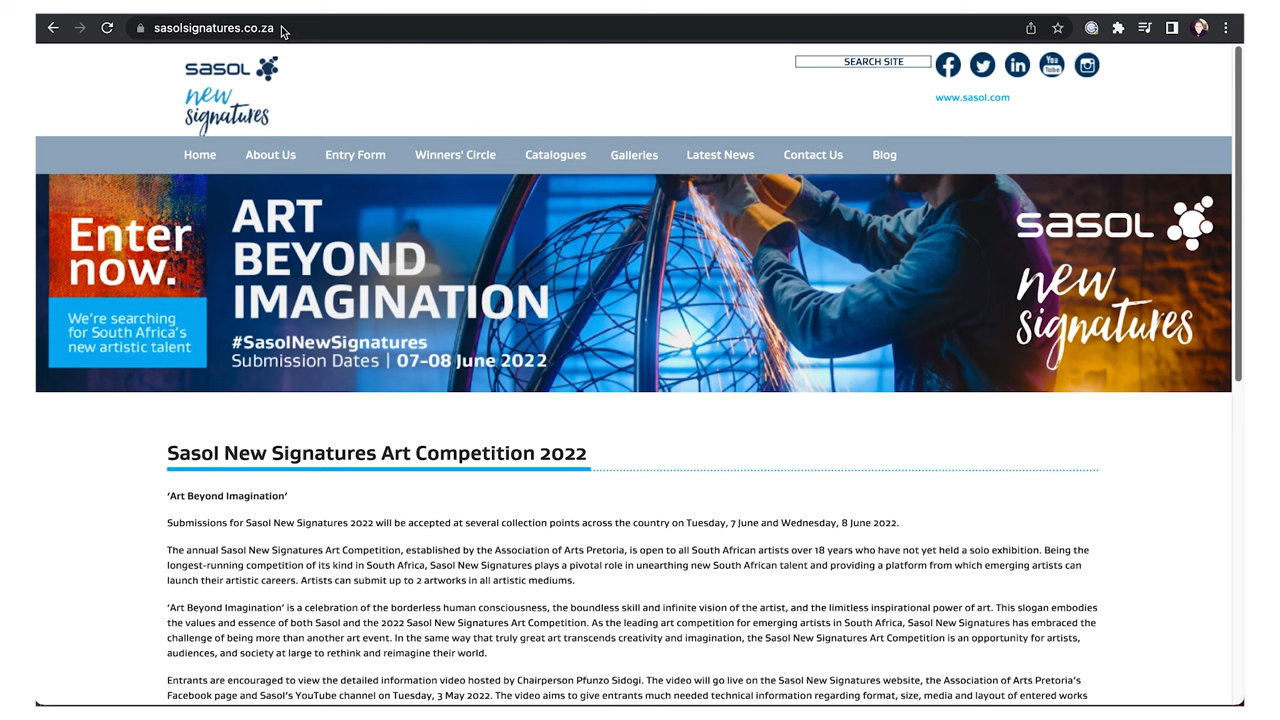 sasolsignatures.co.za
sasol
new
signatures
SEARCH SITE
You
Tube
www.sasol.com
Home About Us Entry Form Winners' Circle Catalogues Galleries Latest News Contact Us Blog
Enter
now.
We're searching
for South Africa's
new artistic talent
ART
BEYOND
IMAGINATION
#SasolNewSignatures
Submission Dates | 07-08 June 2022
sasol
new
signatures
Sasol New Signatures Art Competition 2022
'Art Beyond Imagination'
Submissions for Sasol New Signatures 2022 will be accepted at several collection points across the country on Tuesday, 7 June and Wednesday, 8 June 2022.
The annual Sasol New Signatures Art Competition, established by the Association of Arts Pretoria, is open to all South African artists over 18 years who have not yet held a solo exhibition. Being the
longest-running competition of its kind in South Africa, Sasol New Signatures plays a pivotal role in unearthing new South African talent and providing a platform from which emerging artists can
launch their artistic careers. Artists can submit up to 2 artworks in all artistic mediums.
'Art Beyond Imagination' is a celebration of the borderless human consciousness, the boundless skill and infinite vision of the artist, and the limitless inspirational power of art. This slogan embodies
the values and essence of both Sasol and the 2022 Sasol New Signatures Art Competition. As the leading art competition for emerging artists in South Africa, Sasol New Signatures has embraced the
challenge of being more than another art event. In the same way that truly great art transcends creativity and imagination, the Sasol New Signatures Art Competition is an opportunity for artists,
audiences, and society at large to rethink and reimagine their world.
Entrants are encouraged to view the detailed information video hosted by Chairperson Pfunzo Sidogi. The video will go live on the Sasol New Signatures website, the Association of Arts Pretoria's
Facebook page and Sasol's YouTube channel on Tuesday, 3 May 2022. The video aims to give entrants much needed technical information regarding format, size, media and layout of entered works